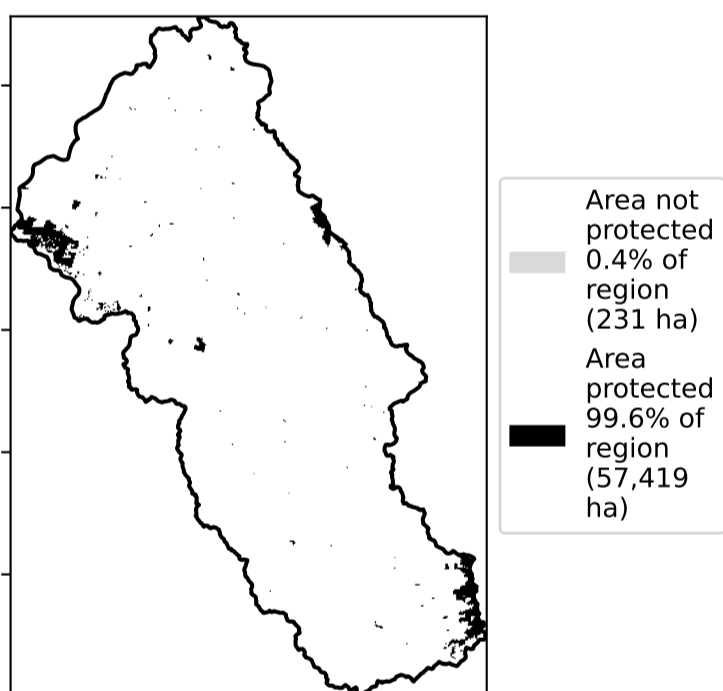 Area not
protected
0.4% of
region
(231 ha)
Area
protected
99.6% of
region
(57,419
ha)